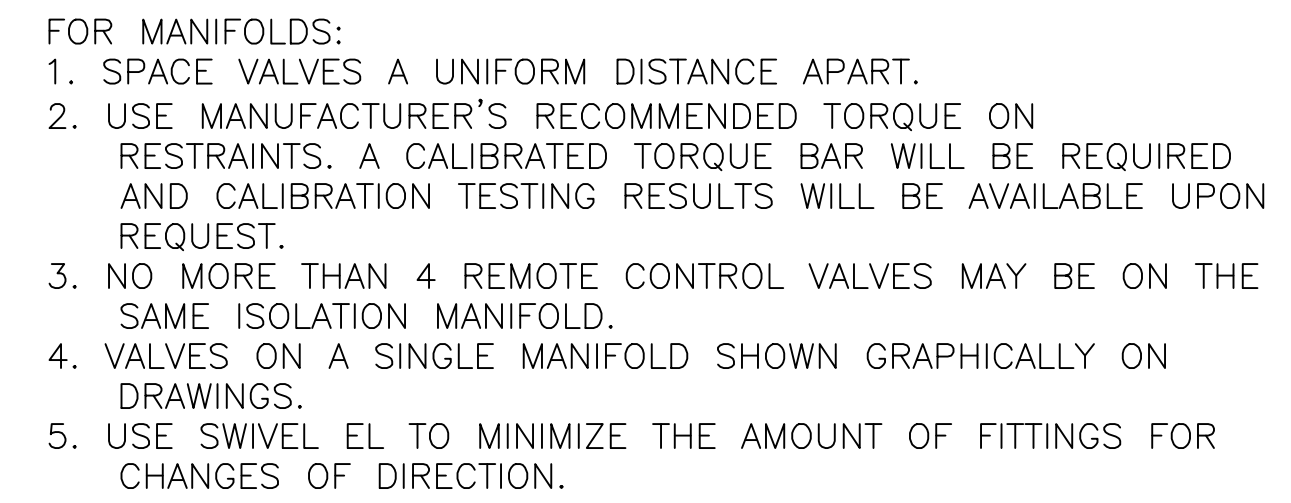 FOR MANIFOLDS:
1. SPACE VALVES A UNIFORM DISTANCE APART.
2. USE MANUFACTURER'S RECOMMENDED TORQUE ON
RESTRAINTS. A CALIBRATED TORQUE BAR WILL BE REQUIRED
AND CALIBRATION TESTING RESULTS WILL BE AVAILABLE UPON
REQUEST.
3. NO MORE THAN 4 REMOTE CONTROL VALVES MAY BE ON THE
SAME ISOLATION MANIFOLD.
4. VALVES ON A SINGLE MANIFOLD SHOWN GRAPHICALLY ON
DRAWINGS.
5. USE SWIVEL EL TO MINIMIZE THE AMOUNT OF FITTINGS FOR
CHANGES OF DIRECTION.